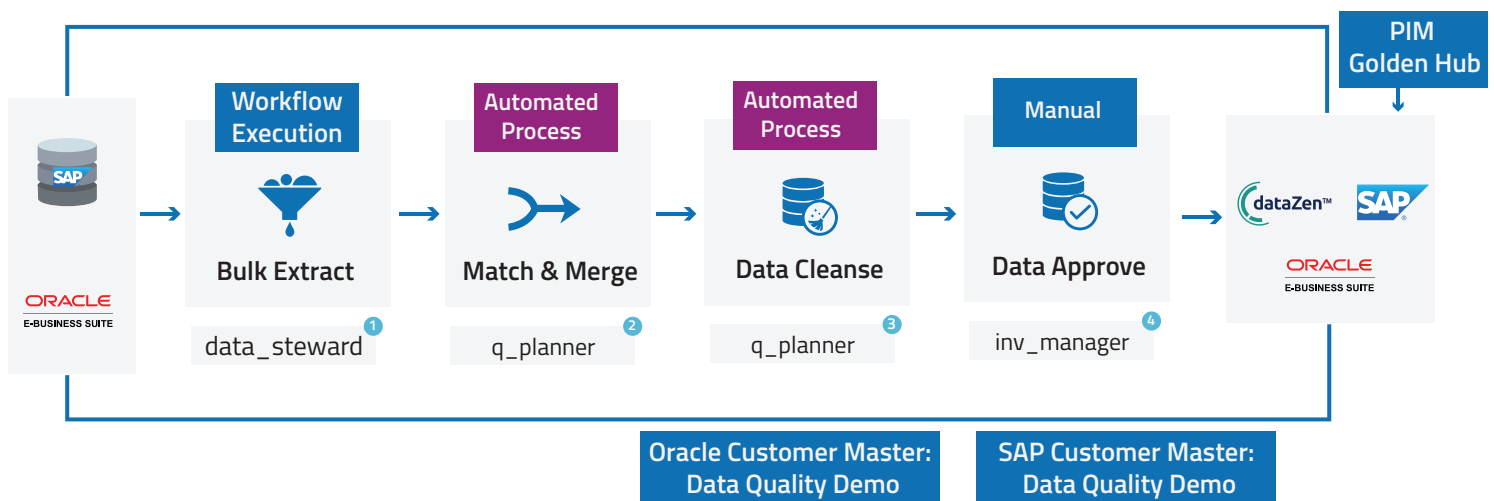 PIM
Golden Hub
Workflow
Execution
Automated
Process
Automated
Process
Manual
SAP
ORACLE
E-BUSINESS SUITE
Bulk Extract
Match & Merge
Data Cleanse
Data Approve
dataZen™
SAP®
ORACLE
E-BUSINESS SUITE
data_steward
1
q_planner
2
q_planner
3
inv_manager
4
Oracle Customer Master:
Data Quality Demo
SAP Customer Master:
Data Quality Demo